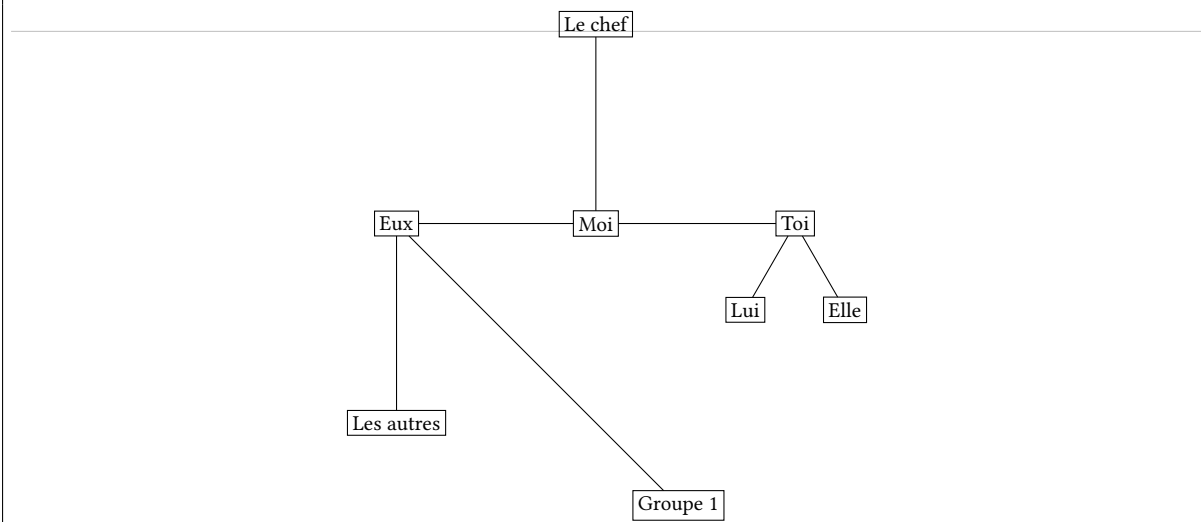 Le chef
Eux
Moi
Toi
Lui
Elle
Les autres
Groupe 1